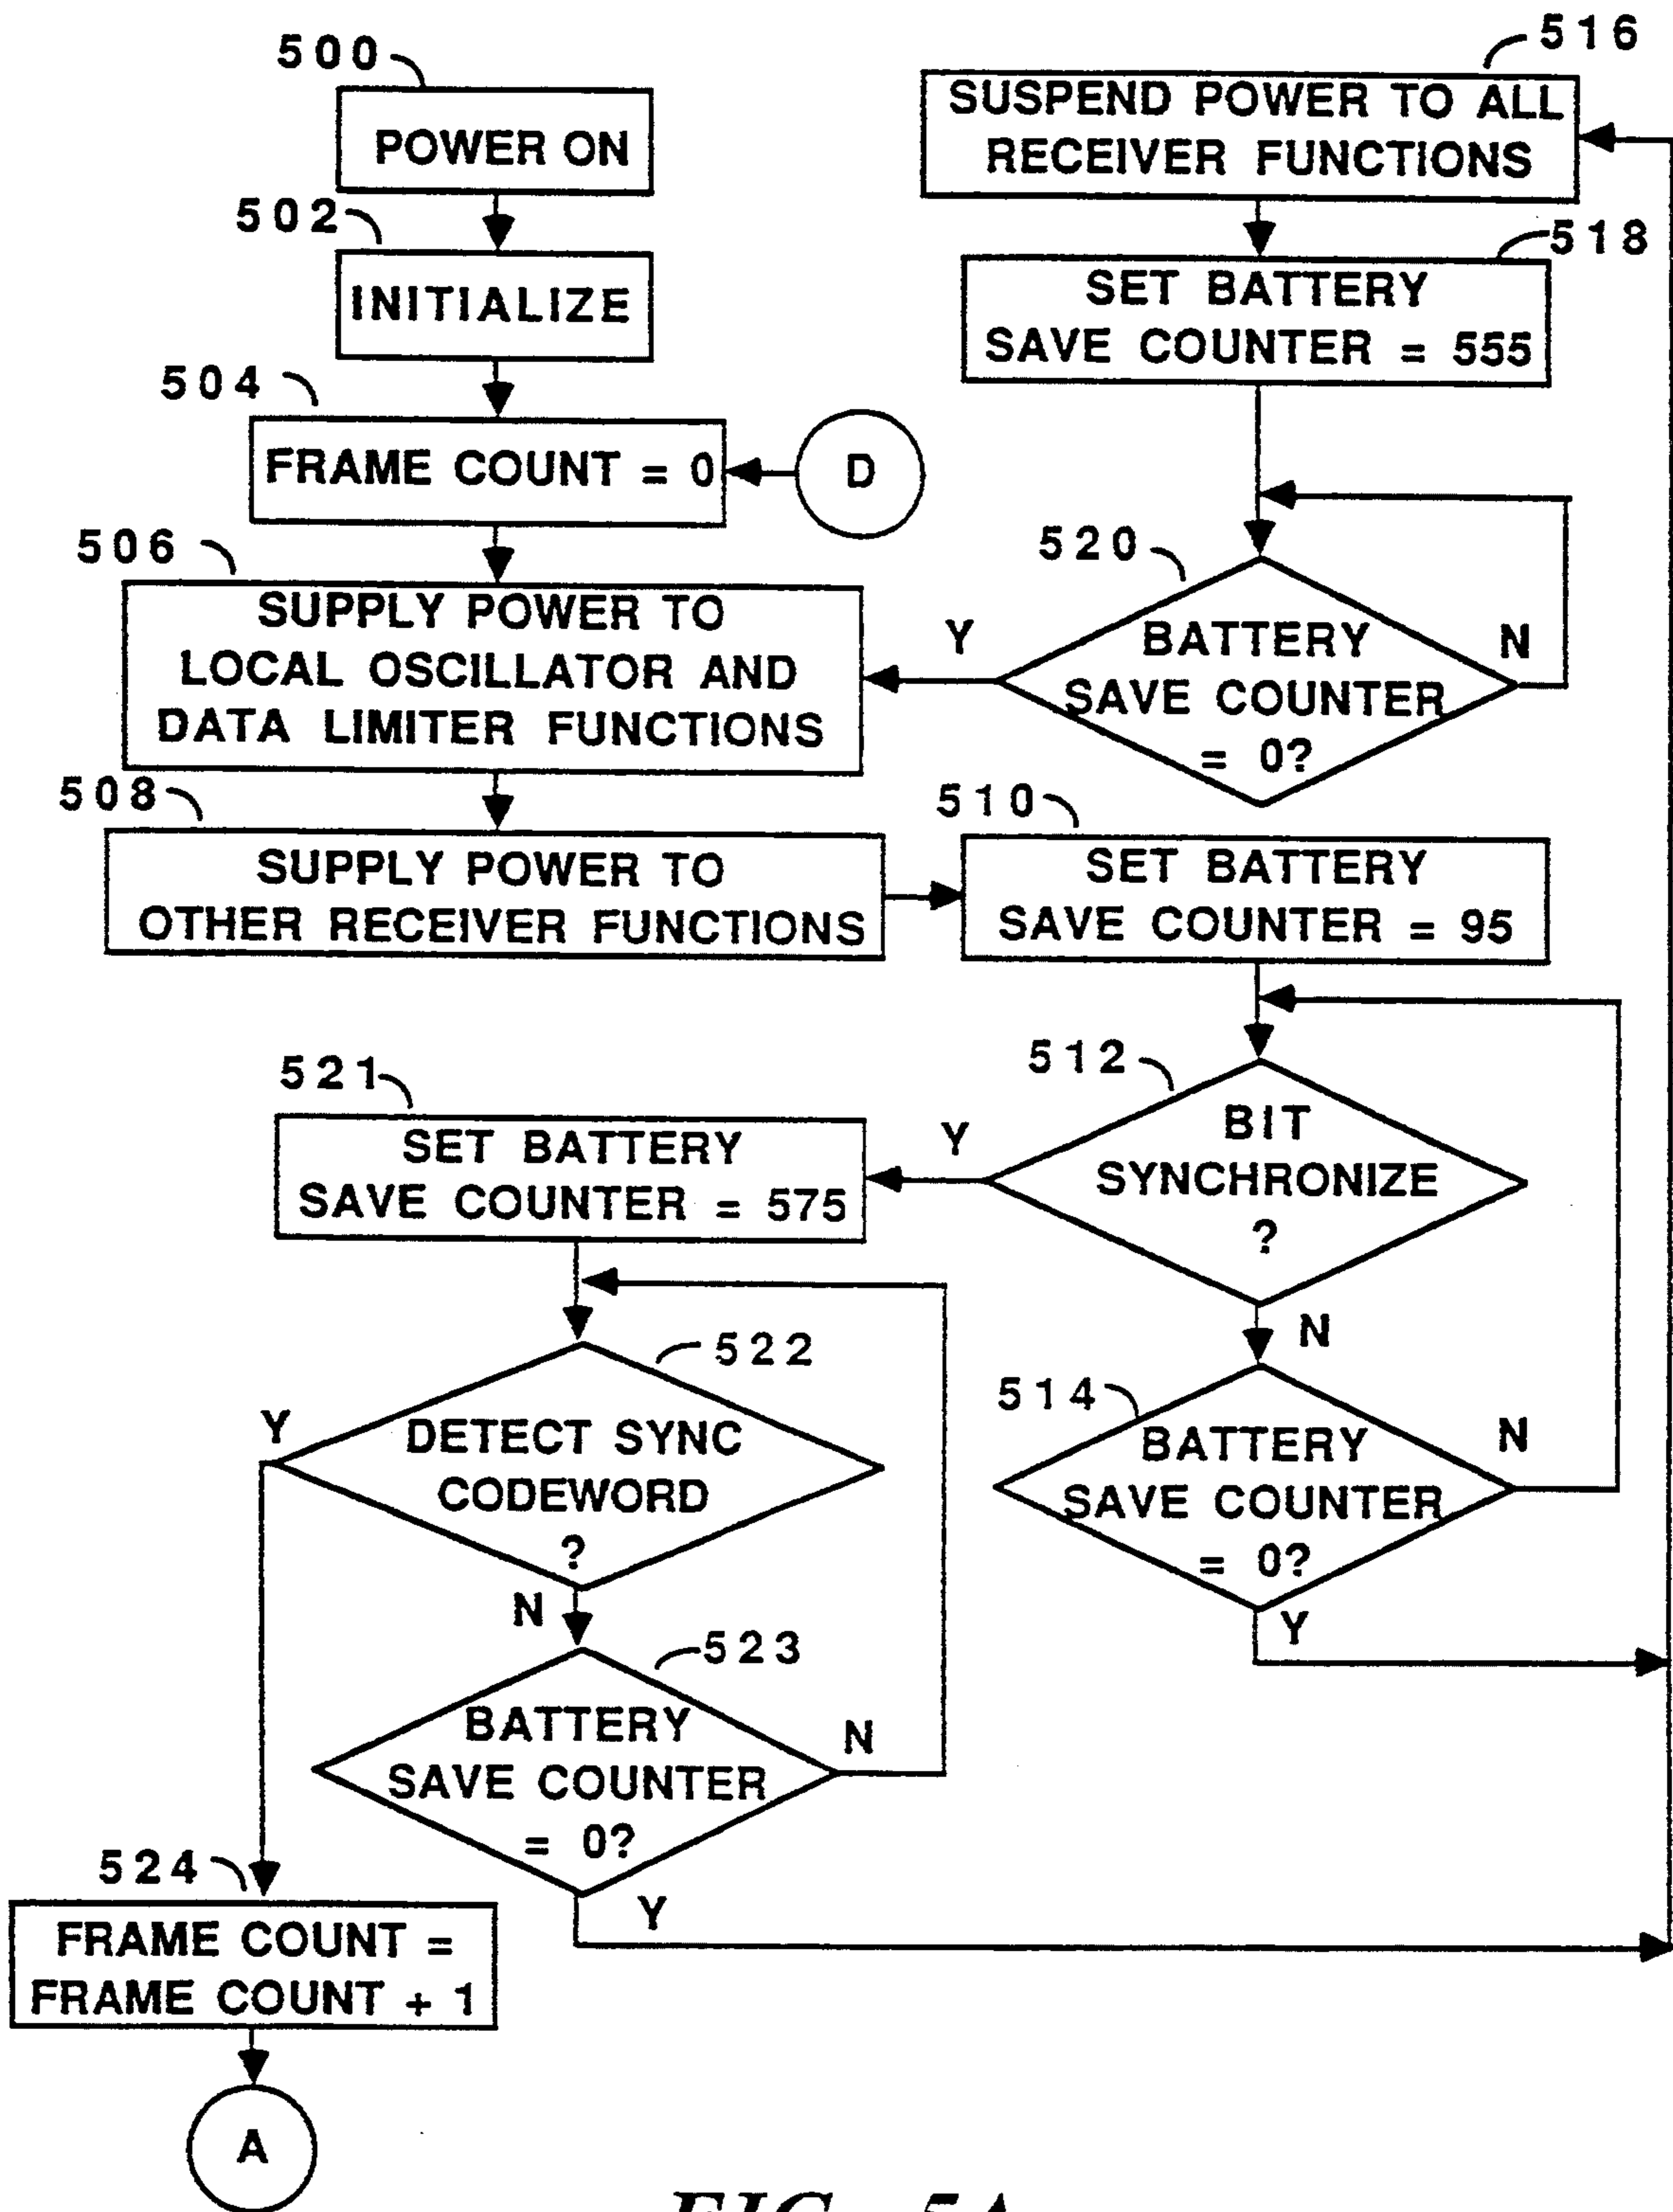 500
POWER ON
502
INITIALIZE
504
FRAME COUNT = 0
D
506
SUPPLY POWER TO
LOCAL OSCILLATOR AND
DATA LIMITER FUNCTIONS
508
SUPPLY POWER TO
OTHER RECEIVER FUNCTIONS
516
SUSPEND POWER TO ALL
RECEIVER FUNCTIONS
518
SET BATTERY
SAVE COUNTER = 555
520
BATTERY
SAVE COUNTER
= 0?
Y
N
510
SET BATTERY
SAVE COUNTER = 95
512
BIT
SYNCHRONIZE
?
Y
N
514
BATTERY
SAVE COUNTER
= 0?
N
Y
521
SET BATTERY
SAVE COUNTER = 575
522
DETECT SYNC
CODEWORD
?
Y
N
523
BATTERY
SAVE COUNTER
= 0?
N
Y
524
FRAME COUNT =
FRAME COUNT + 1
A
FIG. 5A